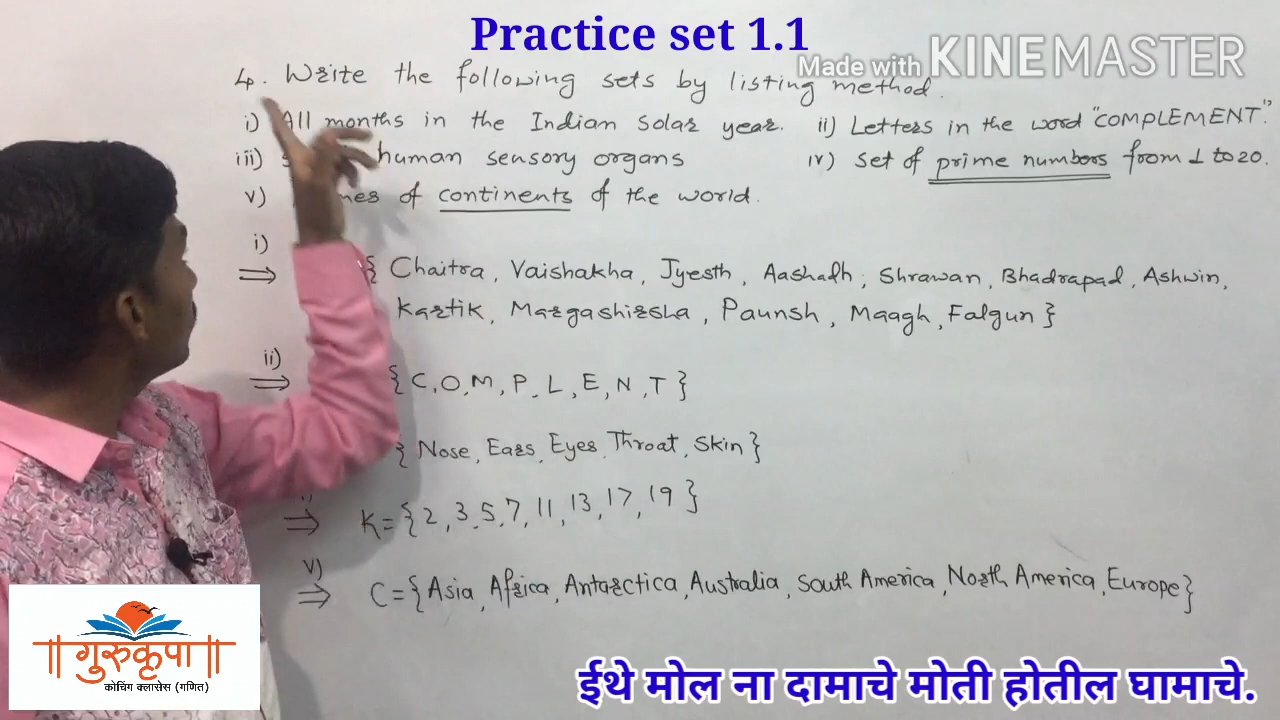 Practice set 1.1
Made with KINEMASTER
4. Write the following sets by listing method.
i) All months in the Indian Solar year. ii) Letters in the word "COMPLEMENT".
iii) human sensory organs iv) set of prime numbers from 1 to 20.
v) of continents of the world.
i)
⇒ { Chaitra, Vaishakha, Jyesth, Aashadh, Shrawan, Bhadrapad, Ashwin,
Kartik, Margashirsha, Paunsh, Maagh, Falgun }
ii)
⇒ { C, O, M, P, L, E, N, T }
{ Nose, Ears, Eyes, Throat, Skin }
⇒ K = { 2, 3, 5, 7, 11, 13, 17, 19 }
v)
⇒ C = { Asia, Africa, Antarctica, Australia, South America, North America, Europe }
॥ गुरुकृपा ॥
कोचिंग क्लासेस (गणित)
ईथे मोल ना दामाचे मोती होतील घामाचे.